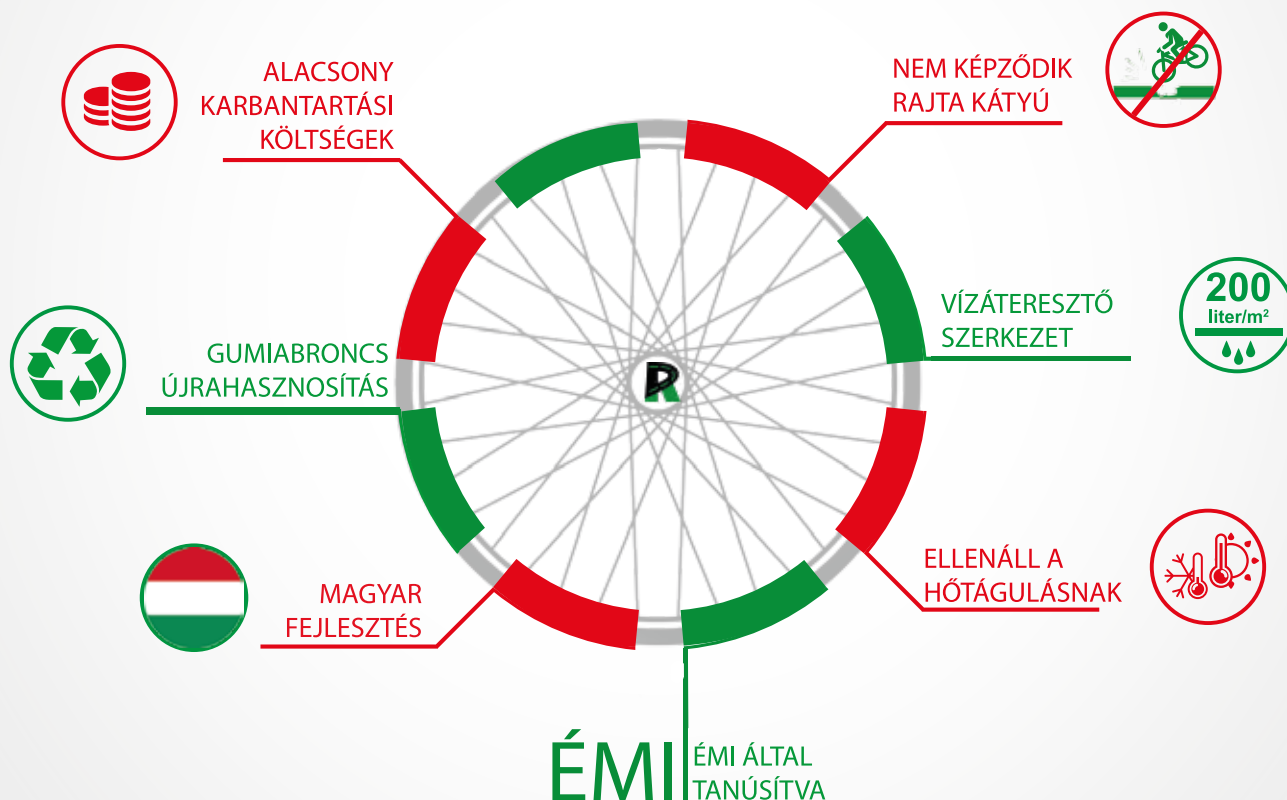 ALACSONY
KARBANTARTÁSI
KÖLTSÉGEK
NEM KÉPZŐDIK
RAJTA KÁTYÚ
GUMIABRONCS
ÚJRAHASZNOSÍTÁS
VÍZÁTERESZTŐ
SZERKEZET
200
liter/m²
MAGYAR
FEJLESZTÉS
ELLENÁLL A
HŐTÁGULÁSNAK
ÉMI
ÉMI ÁLTAL
TANÚSÍTVA